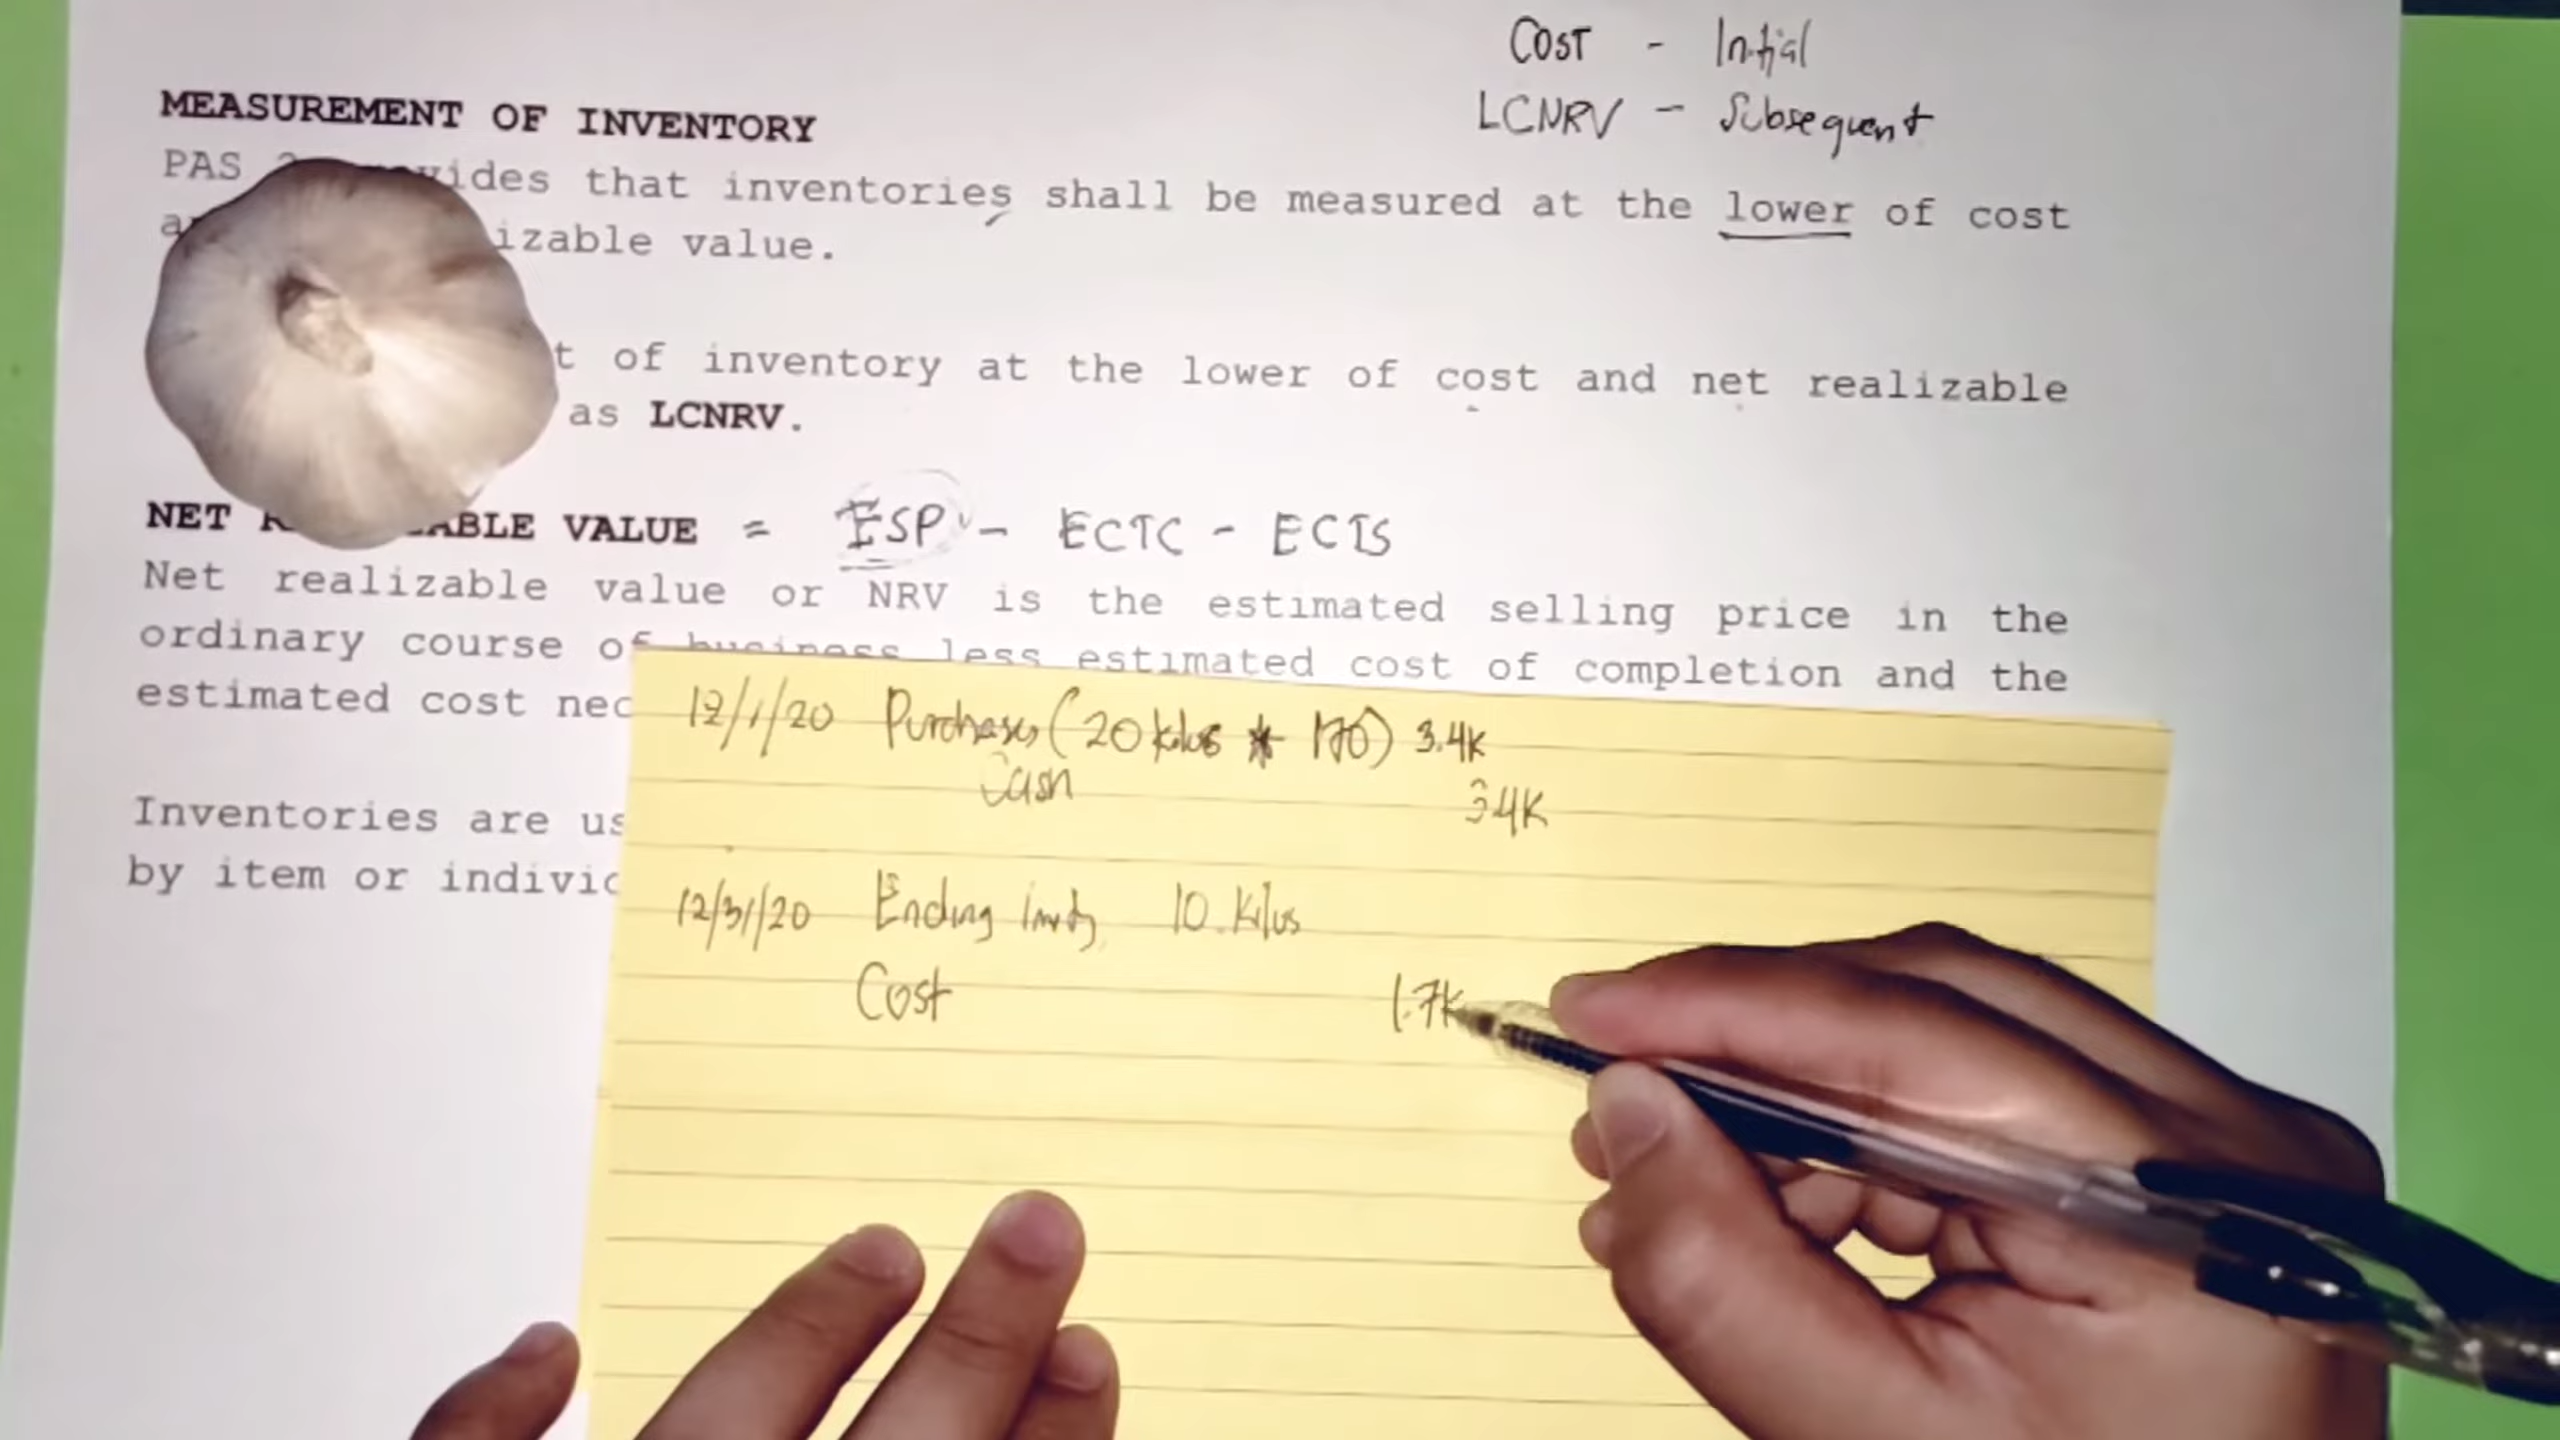 COST - Initial
LCNRV - Subsequent
MEASUREMENT OF INVENTORY
PAS vides that inventories shall be measured at the lower of cost
izable value.
t of inventory at the lower of cost and net realizable
as LCNRV.
NET R ABLE VALUE = ESP - ECTC - ECTS
Net realizable value or NRV is the estimated selling price in the
ordinary course of business less estimated cost of completion and the
estimated cost nec
Inventories are us
by item or individ
12/1/20 Purchases (20 kilos * 170) 3.4K
Cash 3.4K
12/31/20 Ending invty 10 kilos
Cost 1.7K